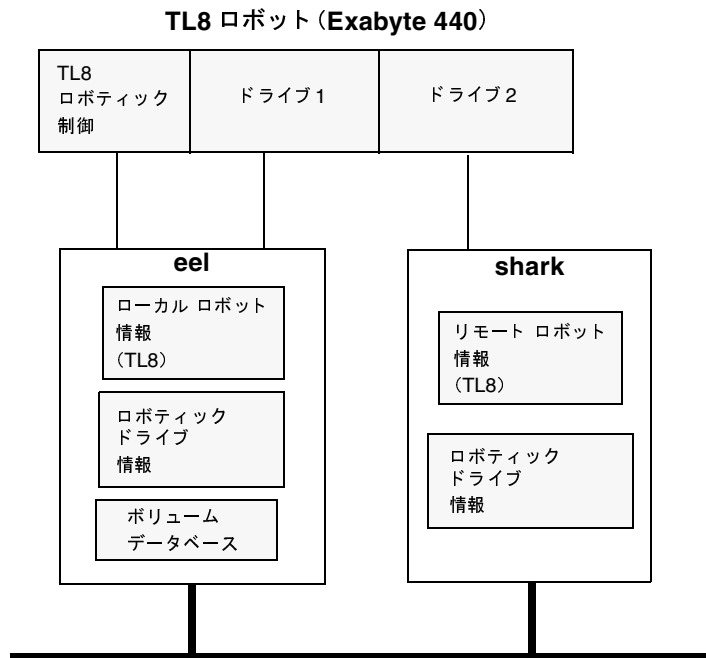 TL8 ロボット（Exabyte 440）
TL8
ロボティック
制御
ドライブ1
ドライブ2
eel
ローカル ロボット
情報
(TL8)
ロボティック
ドライブ
情報
ボリューム
データベース
shark
リモート ロボット
情報
(TL8)
ロボティック
ドライブ
情報